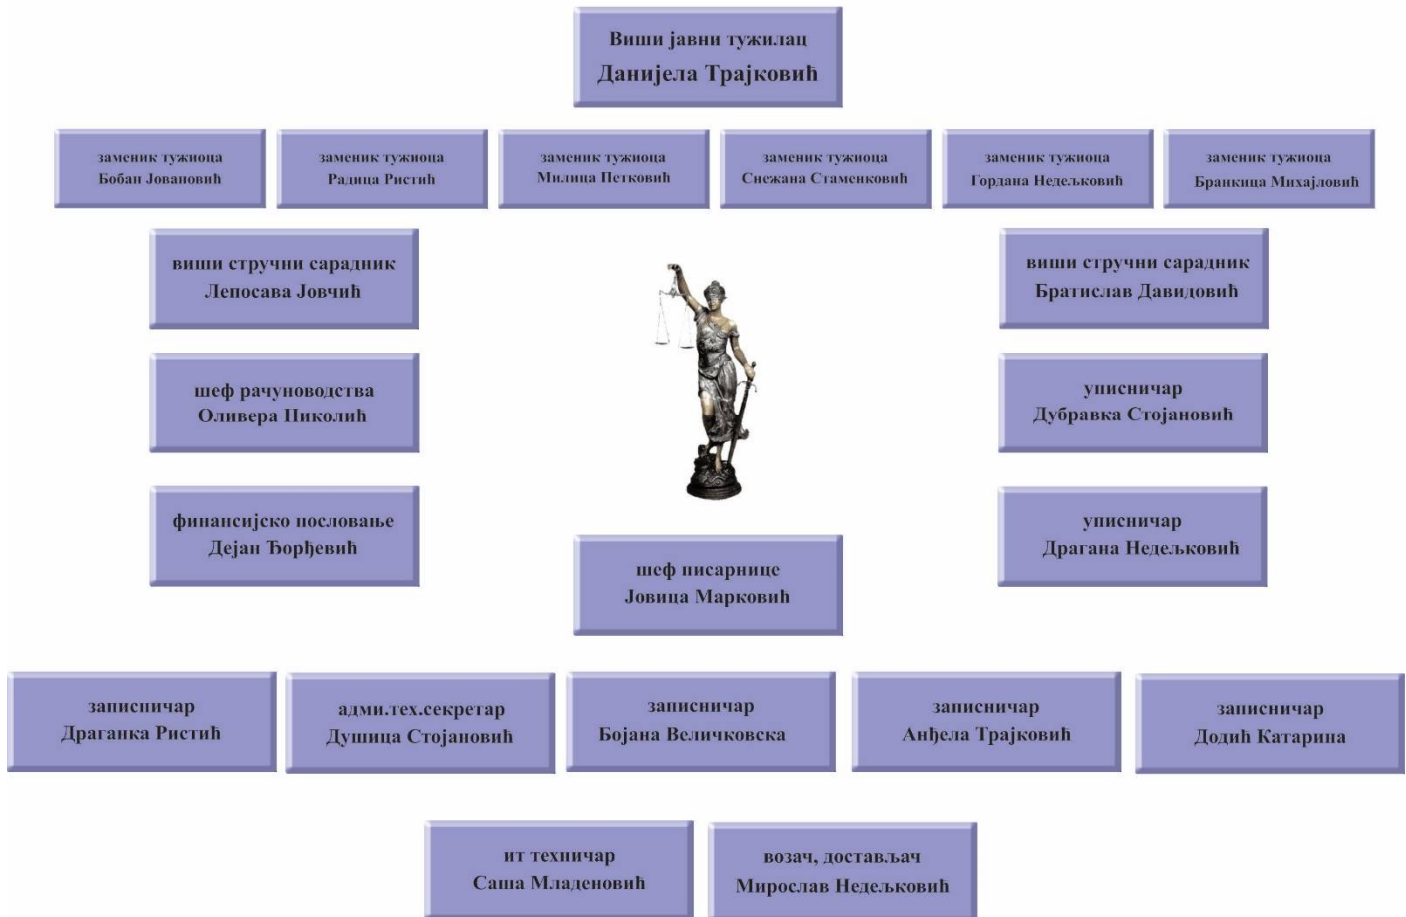 Виши јавни тужилац
Данијела Трајковић
заменик тужиоца
Бобан Јовановић
заменик тужиоца
Радица Ристић
заменик тужиоца
Милица Петковић
заменик тужиоца
Снежана Стаменковић
заменик тужиоца
Гордана Недељковић
заменик тужиоца
Бранкица Михајловић
виши стручни сарадник
Лепосава Јовчић
виши стручни сарадник
Братислав Давидовић
шеф рачуноводства
Оливера Пиколић
уписничар
Дубравка Стојановић
финансијско пословање
Дејан Ђорђевић
уписничар
Драгана Недељковић
шеф писарнице
Јовица Марковић
записничар
Драганка Ристић
адми.тех.секретар
Душица Стојановић
записничар
Бојана Величковска
записничар
Анђела Трајковић
записничар
Додић Катарина
ит техничар
Саша Младеновић
возач, достављач
Мирослав Недељковић